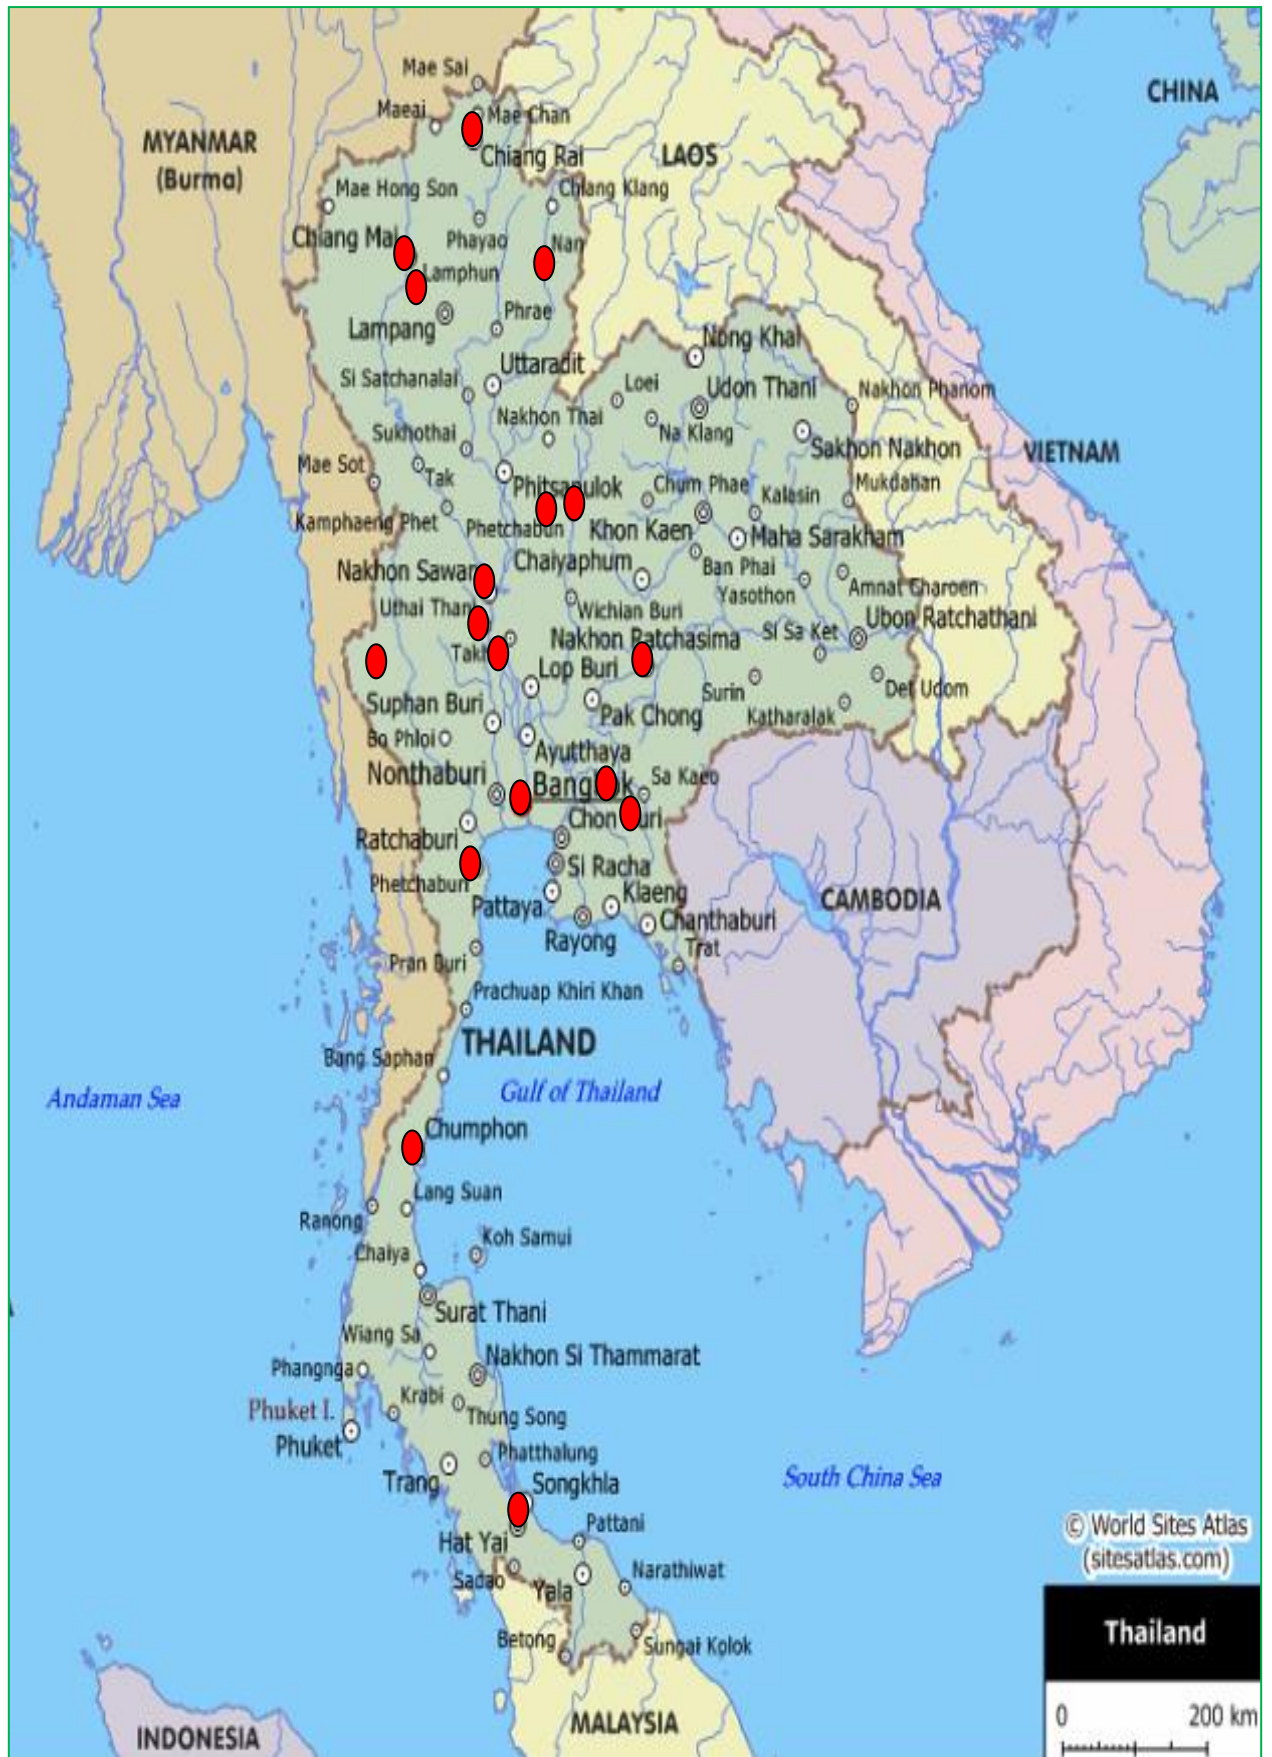 Mae Sai
CHINA
Maeai
Mae Chan
MYANMAR
(Burma)
Chiang Rai
LAOS
Mae Hong Son
Chiang Klang
Chiang Mai
Phayao
Nan
Lamphun
Phrae
Lampang
Nong Khai
Uttaradit
Si Satchanalai
Loei
Udon Thani
Nakhon Phanom
Nakhon Thai
Na Klang
Sukhothai
Sakhon Nakhon
VIETNAM
Mae Sot
Tak
Phitsanulok
Chum Phae
Kalasin
Mukdahan
Kamphaeng Phet
Phetchabun
Khon Kaen
Maha Sarakham
Nakhon Sawan
Chaiyaphum
Ban Phai
Amnat Charoen
Yasothon
Uthai Thani
Wichian Buri
Ubon Ratchathani
Nakhon Ratchasima
Si Sa Ket
Takh
Lop Buri
Surin
Det Udom
Suphan Buri
Pak Chong
Katharalak
Bo Phloi
Ayutthaya
Nonthaburi
Bangkok
Sa Kaeo
Chon Buri
Ratchaburi
Si Racha
Phetchaburi
Klaeng
CAMBODIA
Pattaya
Chanthaburi
Rayong
Trat
Pran Buri
Prachuap Khiri Khan
THAILAND
Bang Saphan
Gulf of Thailand
Andaman Sea
Chumphon
Lang Suan
Ranong
Koh Samui
Chaiya
Surat Thani
Wiang Sa
Nakhon Si Thammarat
Phangnga
Krabi
Phuket I.
Thung Song
Phuket
Phatthalung
Trang
Songkhla
South China Sea
Pattani
© World Sites Atlas
(sitesatlas.com)
Hat Yai
Sadao
Yala
Narathiwat
Thailand
Betong
Sungai Kolok
0 200 km
MALAYSIA
INDONESIA